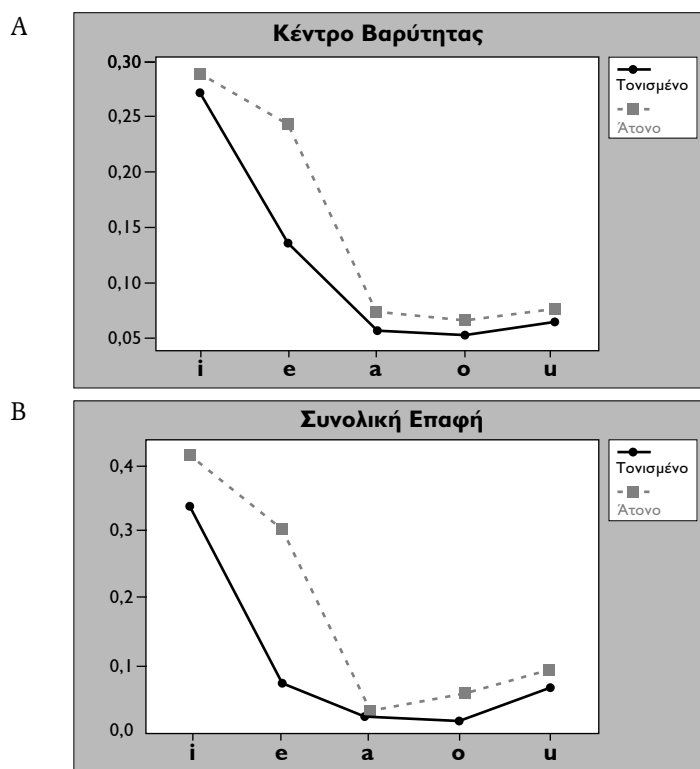 A
Κέντρο Βαρύτητας
0,30
0,25
0,20
0,15
0,10
0,05
i e a o u
Τονισμένο
Άτονο
B
Συνολική Επαφή
0,4
0,3
0,2
0,1
0,0
i e a o u
Τονισμένο
Άτονο